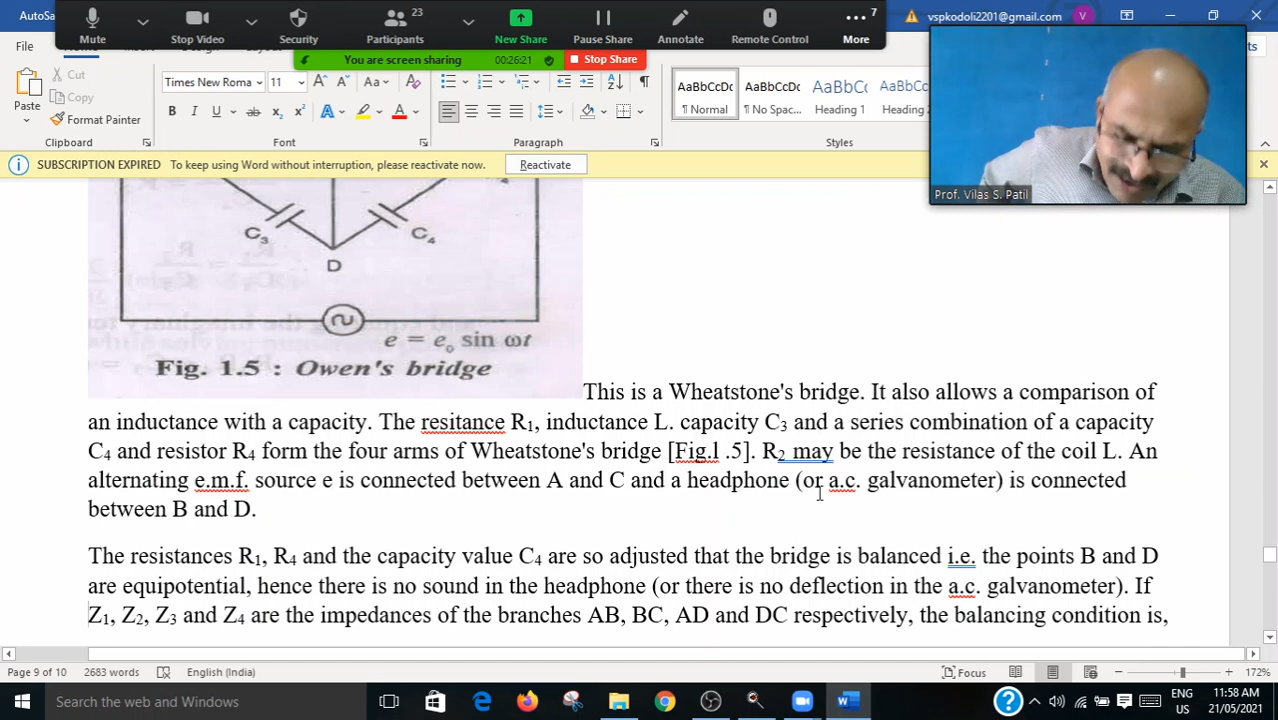 AutoSa
23
7
Mute
Stop Video
Security
Participants
New Share
Pause Share
Annotate
Remote Control
More
vspkodoli2201@gmail.com
V
File
You are screen sharing
00:26:21
Stop Share
Paste
Cut
Copy
Format Painter
Times New Roma
11
Aa
B I U ab x x A A
AaBbCcDc
AaBbCcDc
AaBbC
AaBbCc
¶ Normal
¶ No Spac...
Heading 1
Heading 2
Font
Paragraph
Styles
SUBSCRIPTION EXPIRED To keep using Word without interruption, please reactivate now.
Reactivate
Prof. Vilas S. Patil
C3
C4
D
e = e0 sin ωt
Fig. 1.5 : Owen's bridge
This is a Wheatstone's bridge. It also allows a comparison of
an inductance with a capacity. The resitance R1, inductance L. capacity C3 and a series combination of a capacity
C4 and resistor R4 form the four arms of Wheatstone's bridge [Fig.l .5]. R2 may be the resistance of the coil L. An
alternating e.m.f. source e is connected between A and C and a headphone (or a.c. galvanometer) is connected
between B and D.
The resistances R1, R4 and the capacity value C4 are so adjusted that the bridge is balanced i.e. the points B and D
are equipotential, hence there is no sound in the headphone (or there is no deflection in the a.c. galvanometer). If
Z1, Z2, Z3 and Z4 are the impedances of the branches AB, BC, AD and DC respectively, the balancing condition is,
Page 9 of 10
2683 words
English (India)
Focus
172%
Search the web and Windows
ENG
US
11:58 AM
21/05/2021